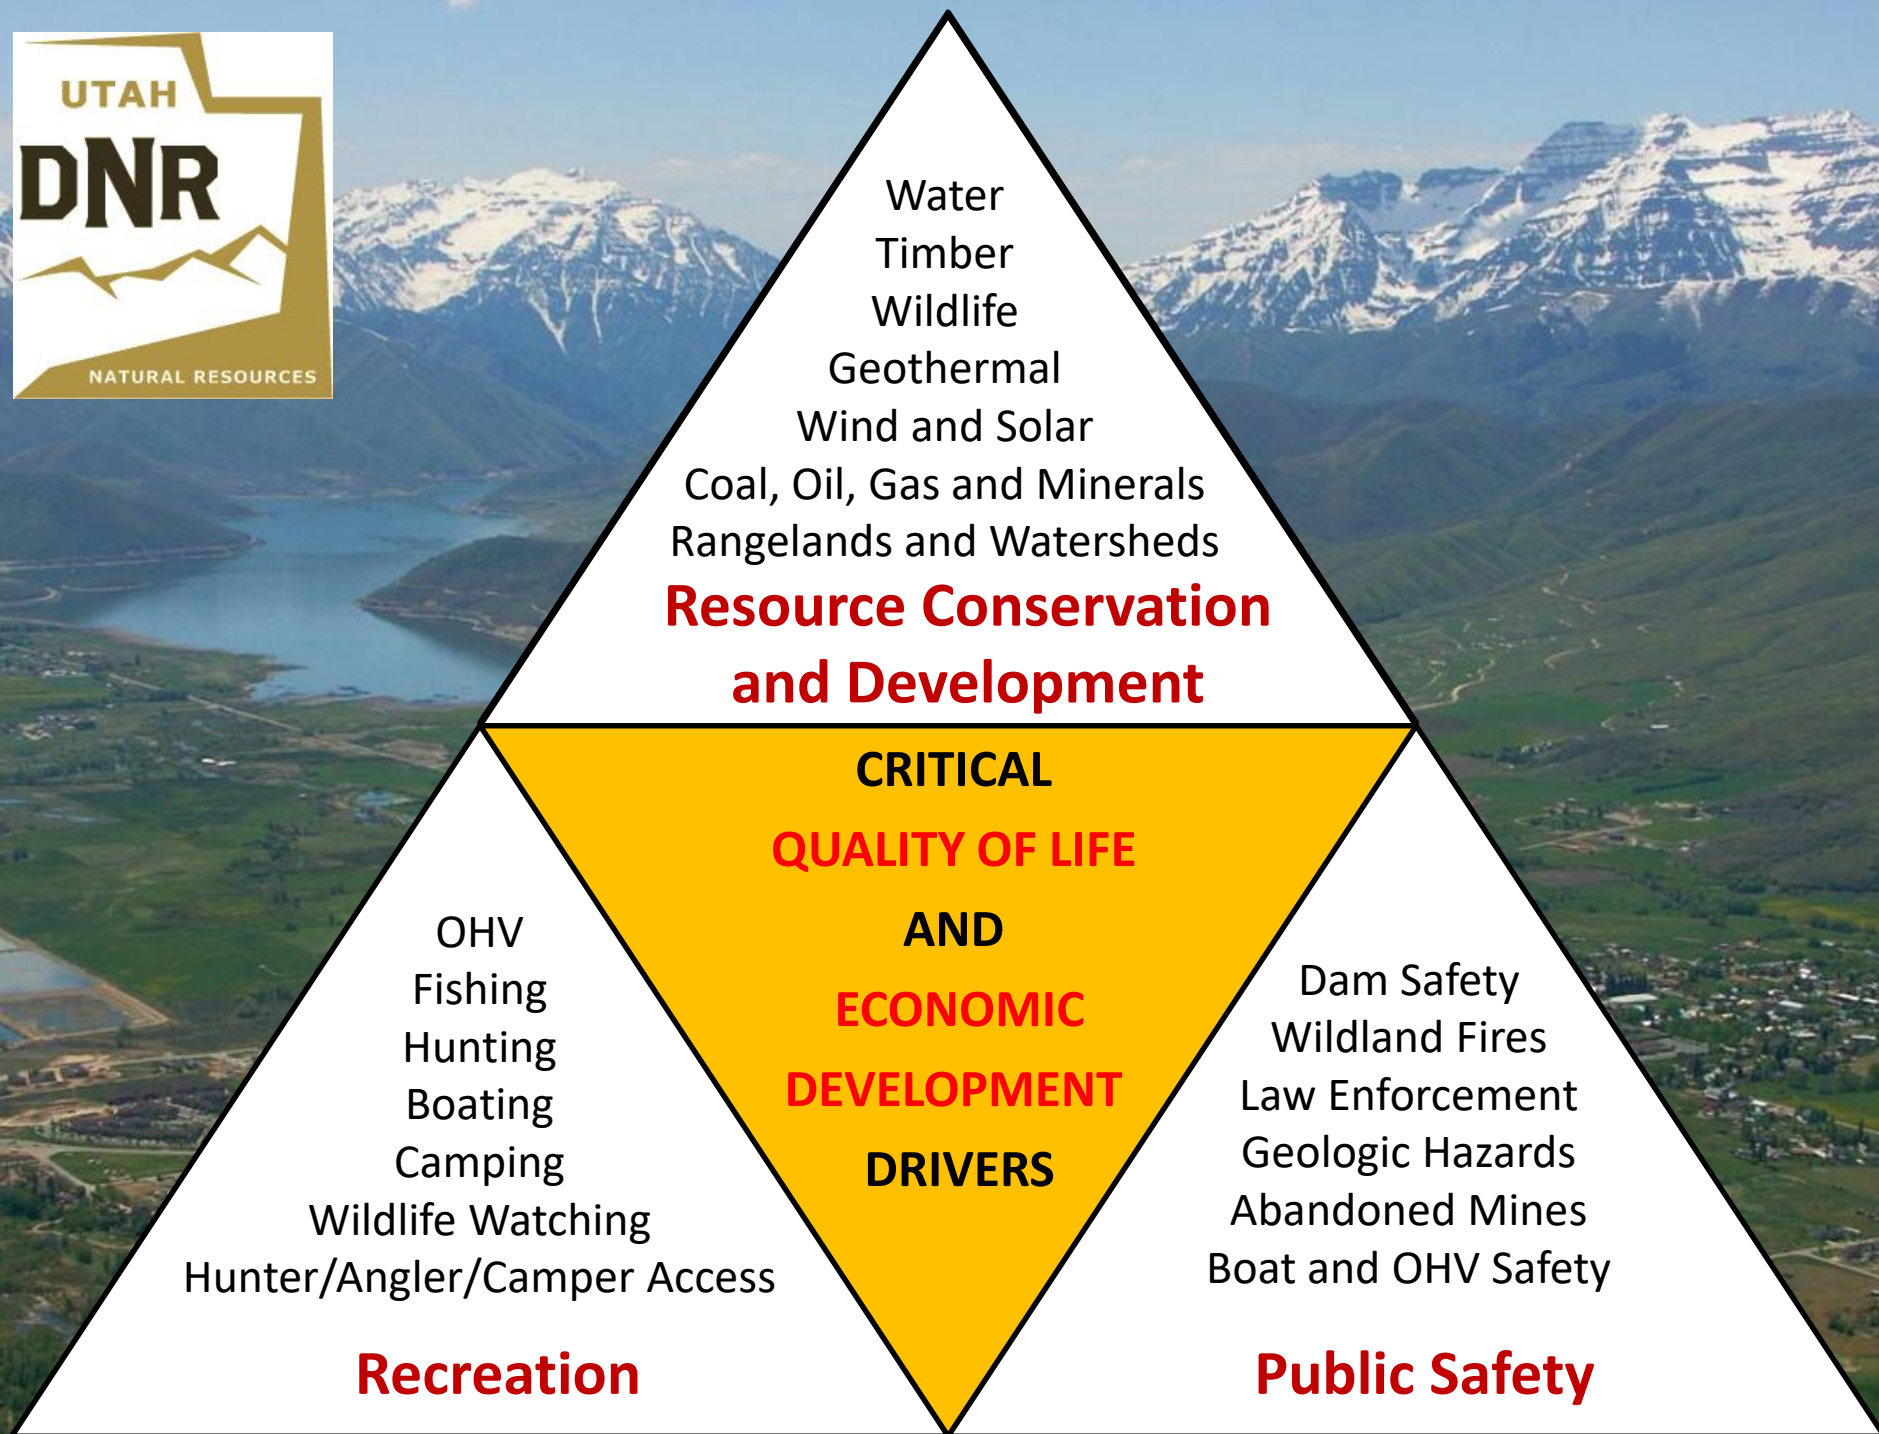 UTAH
DNR
NATURAL RESOURCES
Water
Timber
Wildlife
Geothermal
Wind and Solar
Coal, Oil, Gas and Minerals
Rangelands and Watersheds
Resource Conservation
and Development
CRITICAL
QUALITY OF LIFE
AND
ECONOMIC
DEVELOPMENT
DRIVERS
OHV
Fishing
Hunting
Boating
Camping
Wildlife Watching
Hunter/Angler/Camper Access
Recreation
Dam Safety
Wildland Fires
Law Enforcement
Geologic Hazards
Abandoned Mines
Boat and OHV Safety
Public Safety